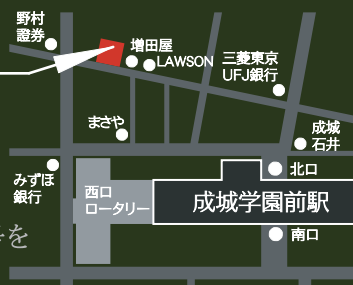 野村
證券
増田屋
LAWSON
三菱東京
UFJ銀行
まさや
成城
石井
みずほ
銀行
西口
ロータリー
北口
成城学園前駅
南口
を